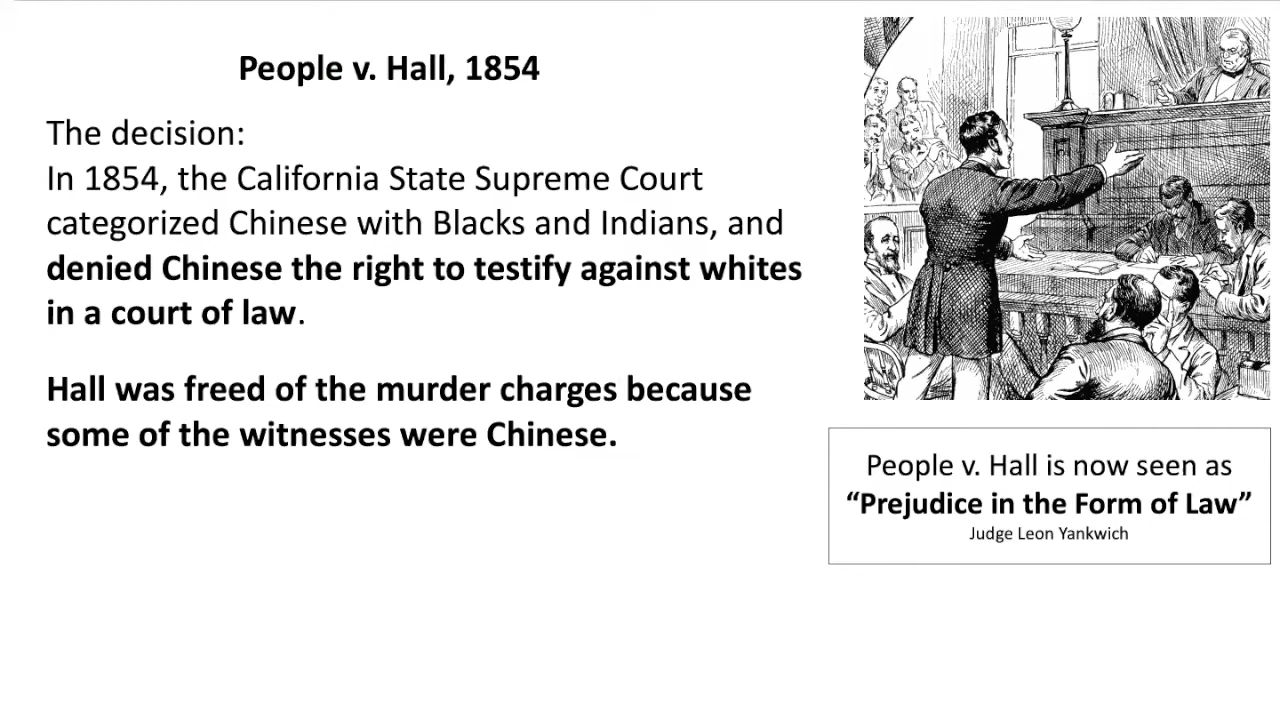 People v. Hall, 1854
The decision:
In 1854, the California State Supreme Court
categorized Chinese with Blacks and Indians, and
denied Chinese the right to testify against whites
in a court of law.
Hall was freed of the murder charges because
some of the witnesses were Chinese.
People v. Hall is now seen as
“Prejudice in the Form of Law”
Judge Leon Yankwich